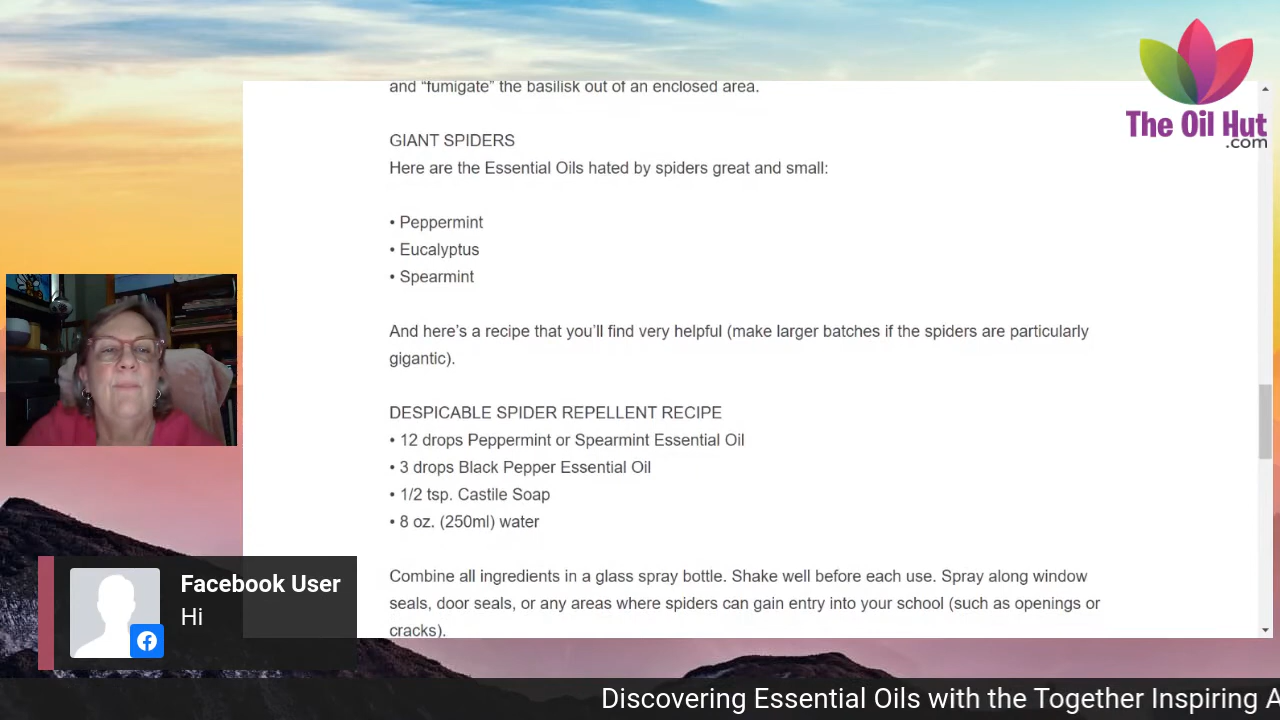 and “fumigate” the basilisk out of an enclosed area.
GIANT SPIDERS
Here are the Essential Oils hated by spiders great and small:
• Peppermint
• Eucalyptus
• Spearmint
And here’s a recipe that you’ll find very helpful (make larger batches if the spiders are particularly
gigantic).
DESPICABLE SPIDER REPELLENT RECIPE
• 12 drops Peppermint or Spearmint Essential Oil
• 3 drops Black Pepper Essential Oil
• 1/2 tsp. Castile Soap
• 8 oz. (250ml) water
Combine all ingredients in a glass spray bottle. Shake well before each use. Spray along window
seals, door seals, or any areas where spiders can gain entry into your school (such as openings or
cracks).
The Oil Hut
.com
Facebook User
Hi
Discovering Essential Oils with the Together Inspiring A